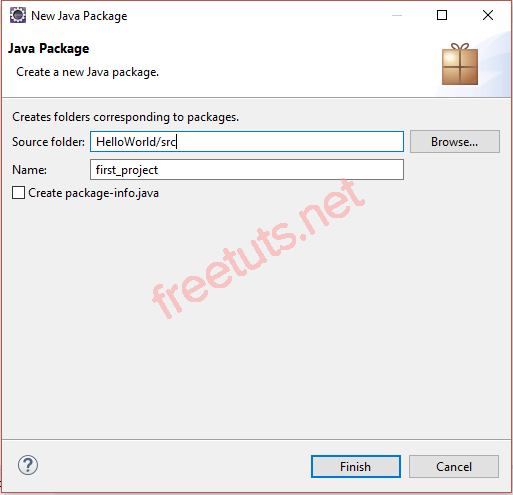 New Java Package
Java Package
Create a new Java package.
Creates folders corresponding to packages.
Source folder: HelloWorld/src Browse...
Name: first_project
Create package-info.java
freetuts.net
? Finish Cancel